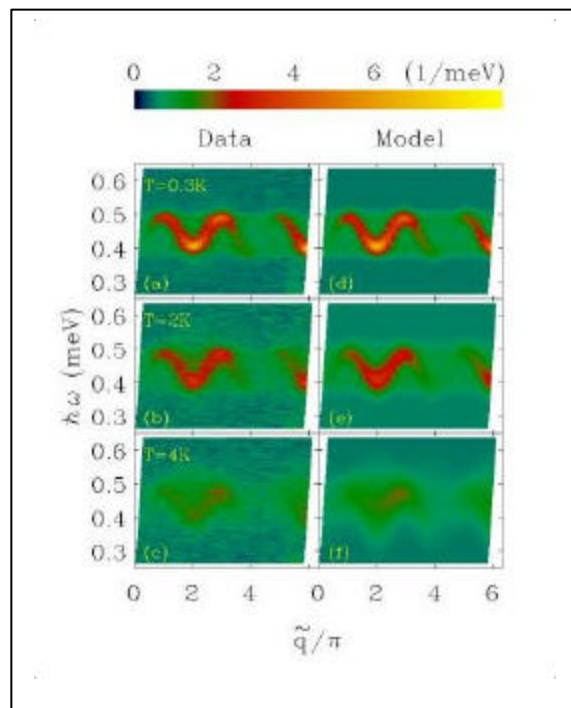 0 2 4 6 (1/meV)
Data Model
0.6 T=0.3K
0.5
0.4
0.3 (a) (d)
0.6 T=2K
0.5
0.4
0.3 (b) (e)
0.6 T=4K
0.5
0.4
0.3 (c) (f)
ħω (meV)
0 2 4 0 2 4 6
q̃/π